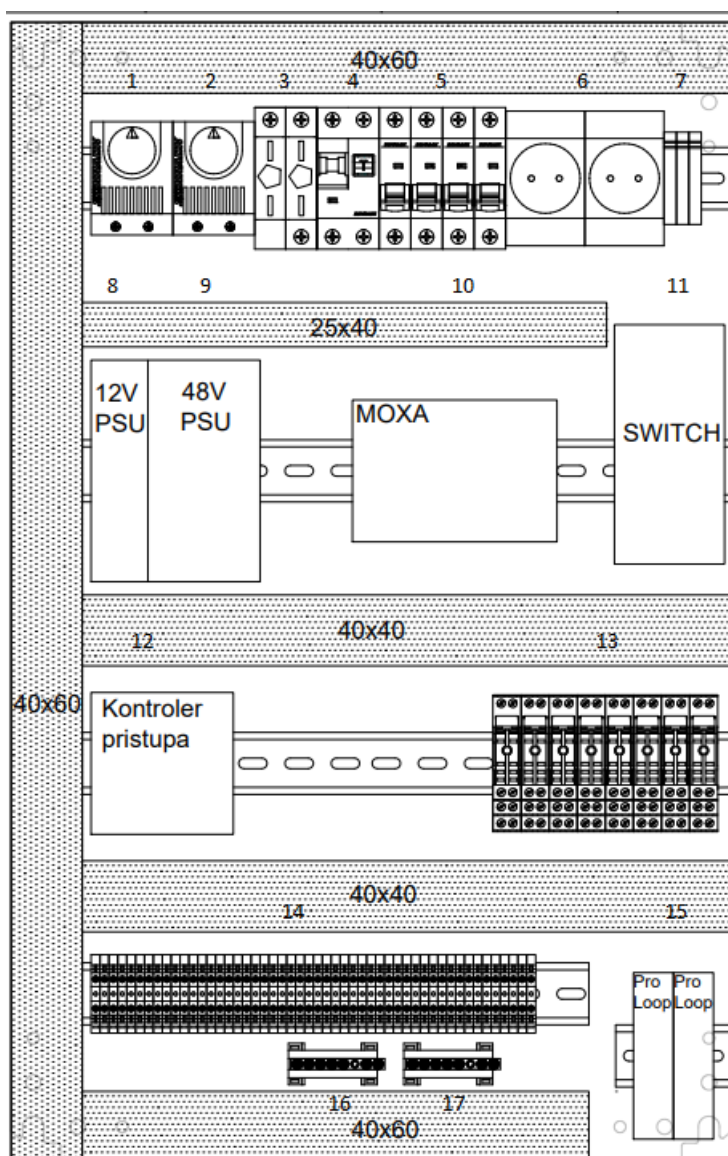 40x60
1 2 3 4 5 6 7
8 9 10 11
25x40
12V
PSU
48V
PSU
MOXA
SWITCH
40x40
12 13
40x60
Kontroler
pristupa
40x40
14 15
Pro
Loop
Pro
Loop
16 17
40x60